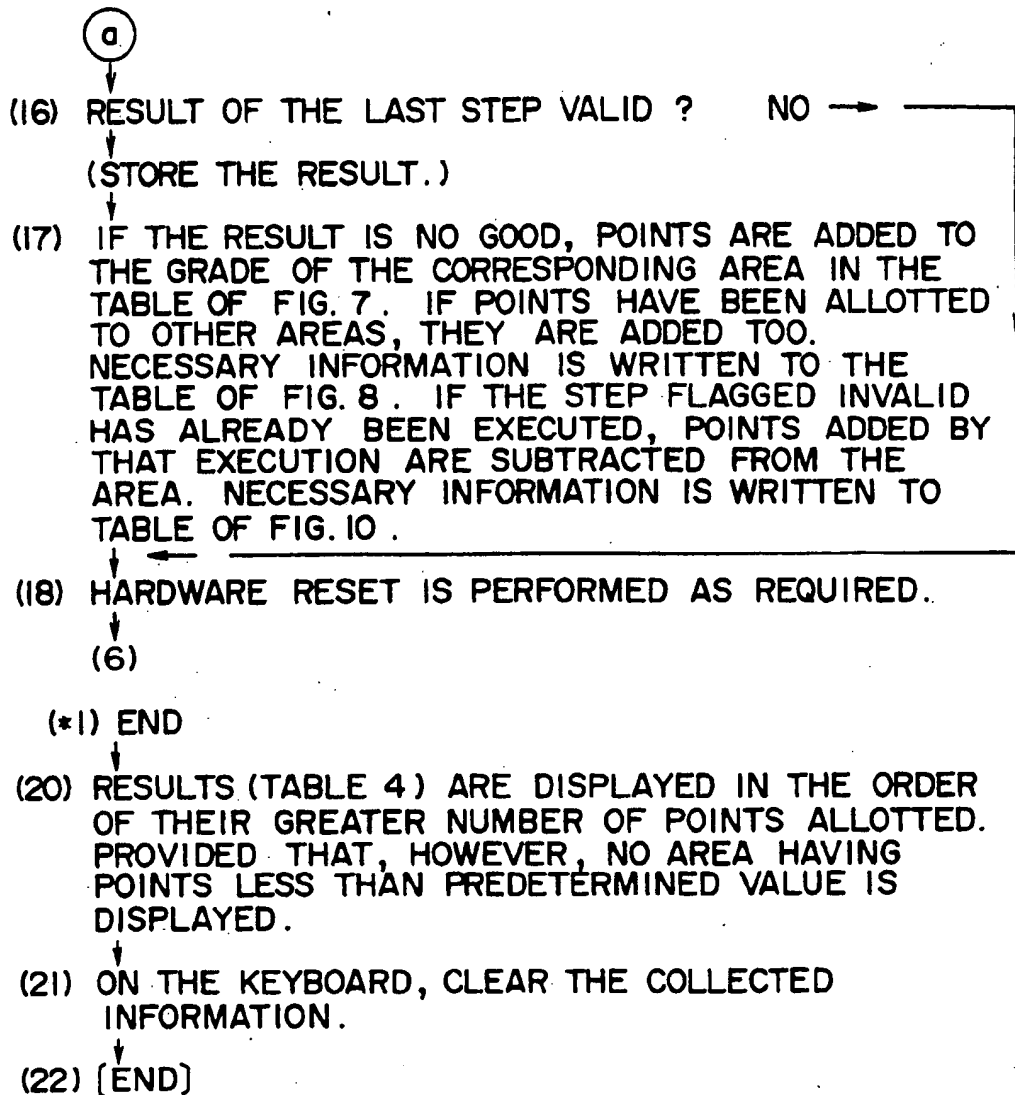 a
(16) RESULT OF THE LAST STEP VALID ? NO
(STORE THE RESULT.)
(17) IF THE RESULT IS NO GOOD, POINTS ARE ADDED TO
THE GRADE OF THE CORRESPONDING AREA IN THE
TABLE OF FIG. 7. IF POINTS HAVE BEEN ALLOTTED
TO OTHER AREAS, THEY ARE ADDED TOO.
NECESSARY INFORMATION IS WRITTEN TO THE
TABLE OF FIG. 8. IF THE STEP FLAGGED INVALID
HAS ALREADY BEEN EXECUTED, POINTS ADDED BY
THAT EXECUTION ARE SUBTRACTED FROM THE
AREA. NECESSARY INFORMATION IS WRITTEN TO
TABLE OF FIG. 10.
(18) HARDWARE RESET IS PERFORMED AS REQUIRED.
(6)
(*1) END
(20) RESULTS (TABLE 4) ARE DISPLAYED IN THE ORDER
OF THEIR GREATER NUMBER OF POINTS ALLOTTED.
PROVIDED THAT, HOWEVER, NO AREA HAVING
POINTS LESS THAN PREDETERMINED VALUE IS
DISPLAYED.
(21) ON THE KEYBOARD, CLEAR THE COLLECTED
INFORMATION.
(22) [END]